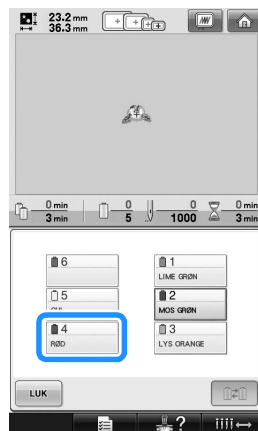 23.2 mm
36.3 mm
0 min
3 min
0
5
0
1000
0 min
3 min
6
1
LIME GRØN
5
2
MOS GRØN
4
RØD
3
LYS ORANGE
LUK
?